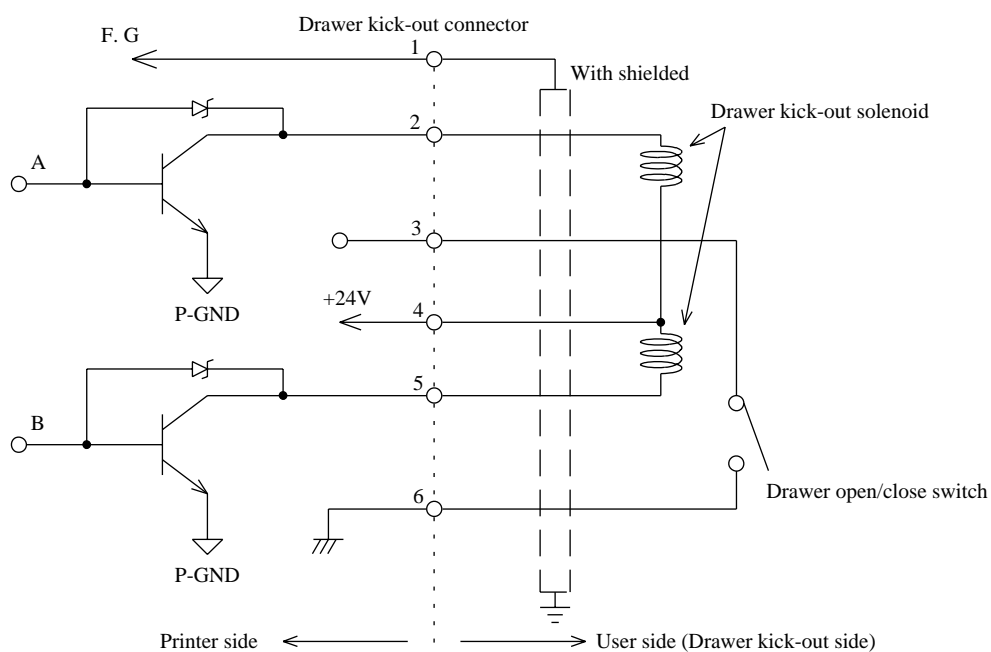 Drawer kick-out connector
F. G
1
With shielded
Drawer kick-out solenoid
2
A
3
P-GND
+24V
4
5
B
6
Drawer open/close switch
P-GND
Printer side
User side (Drawer kick-out side)